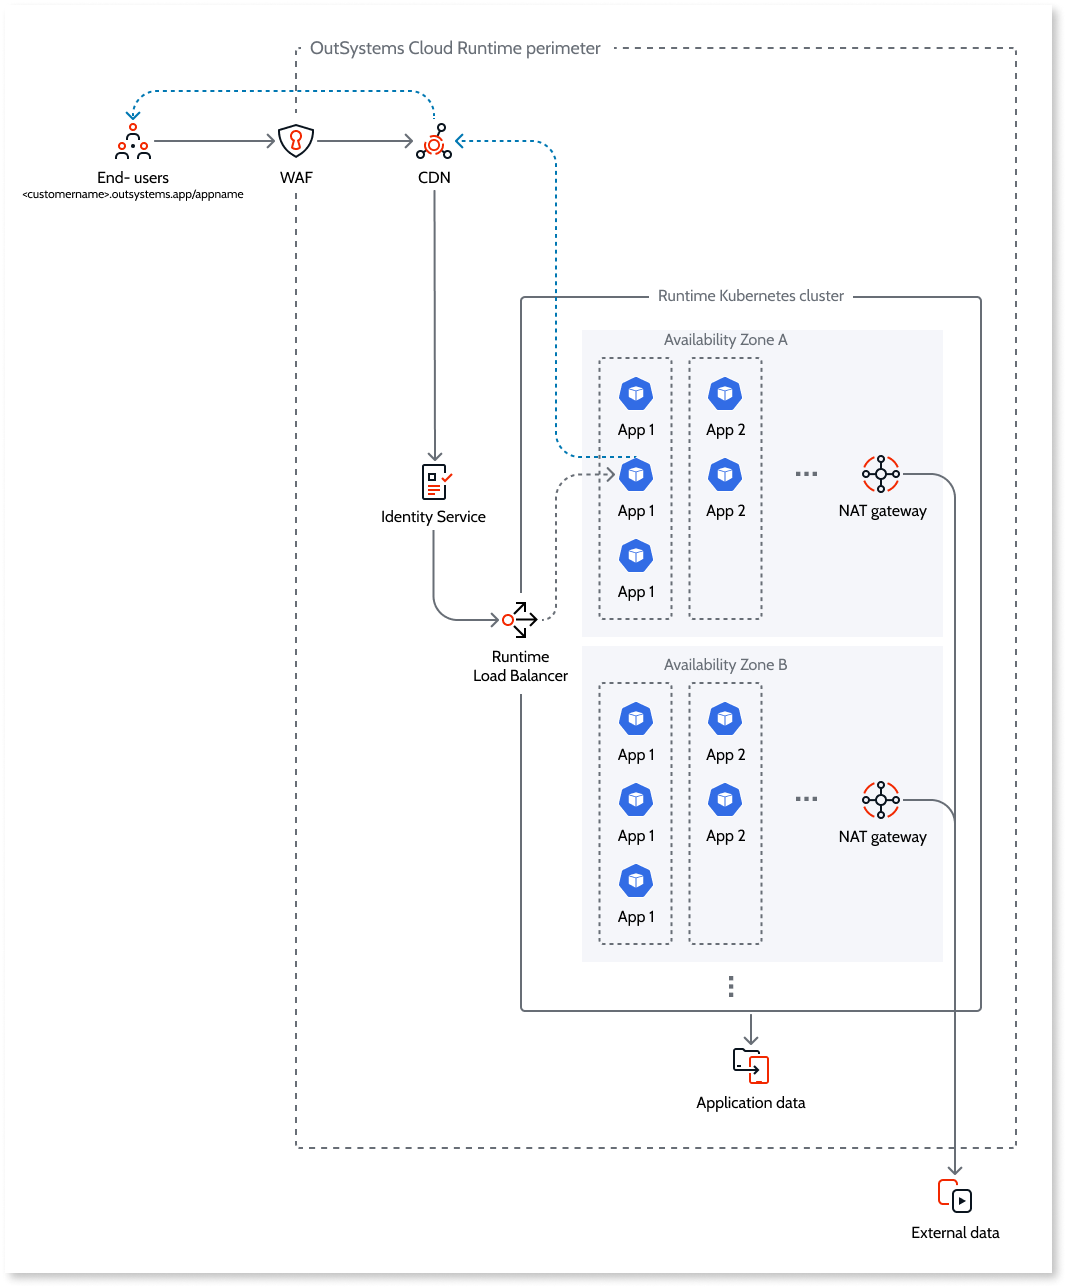 OutSystems Cloud Runtime perimeter
End- users
<customername>.outsystems.app/appname
WAF
CDN
Runtime Kubernetes cluster
Availability Zone A
App 1
App 2
App 1
App 2
NAT gateway
App 1
Identity Service
Runtime
Load Balancer
Availability Zone B
App 1
App 2
App 1
App 2
NAT gateway
App 1
Application data
External data